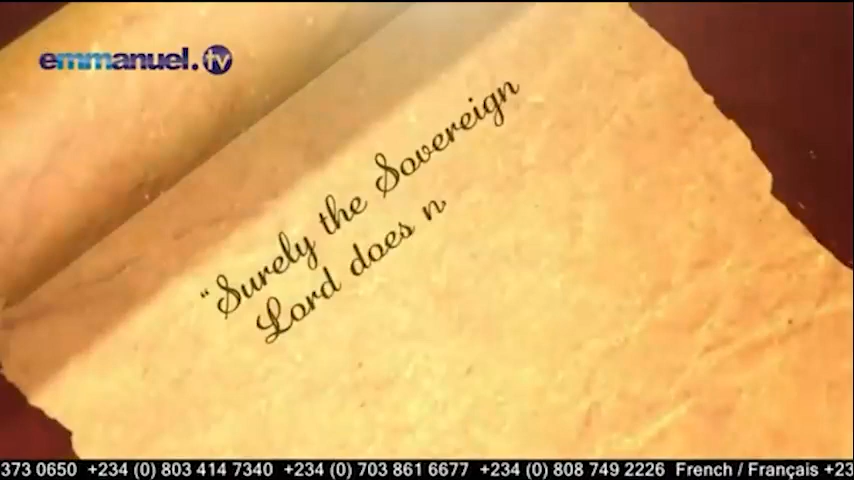 emmanuel.tv
“Surely the Sovereign
Lord does n
373 0650 +234 (0) 803 414 7340 +234 (0) 703 861 6677 +234 (0) 808 749 2226 French / Français +23